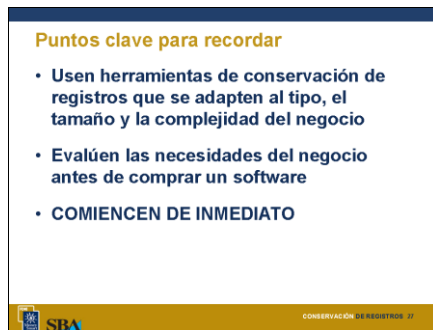 Puntos clave para recordar
• Usen herramientas de conservación de
registros que se adapten al tipo, el
tamaño y la complejidad del negocio
• Evalúen las necesidades del negocio
antes de comprar un software
• COMIENCEN DE INMEDIATO
SBA
CONSERVACIÓN DE REGISTROS